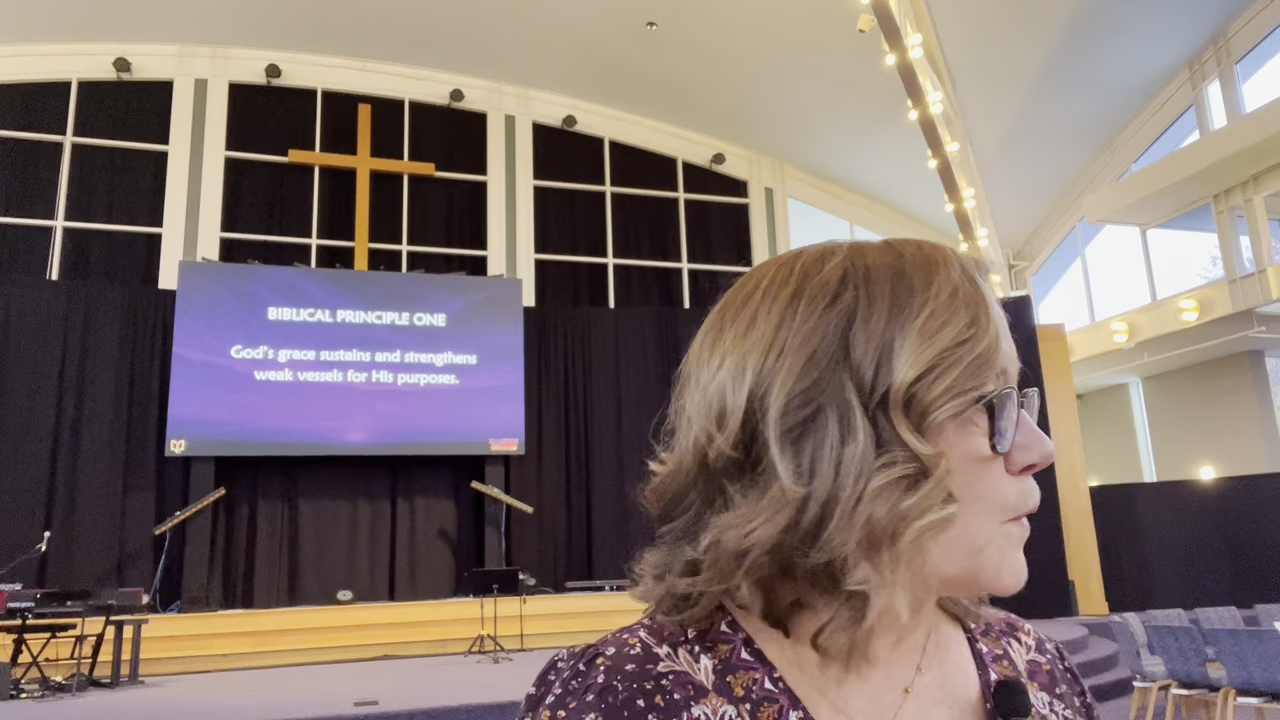 BIBLICAL PRINCIPLE ONE
God's grace sustains and strengthens
weak vessels for His purposes.